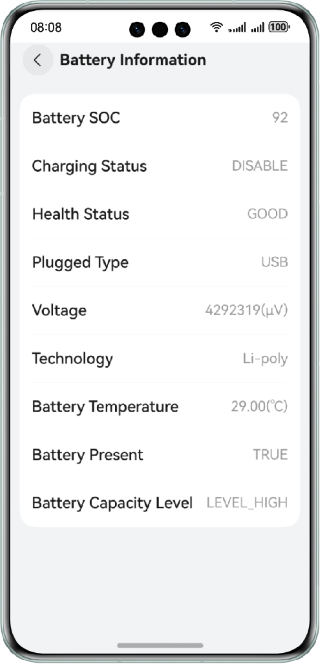 08:08
100
Battery Information
Battery SOC 92
Charging Status DISABLE
Health Status GOOD
Plugged Type USB
Voltage 4292319(μV)
Technology Li-poly
Battery Temperature 29.00(℃)
Battery Present TRUE
Battery Capacity Level LEVEL_HIGH